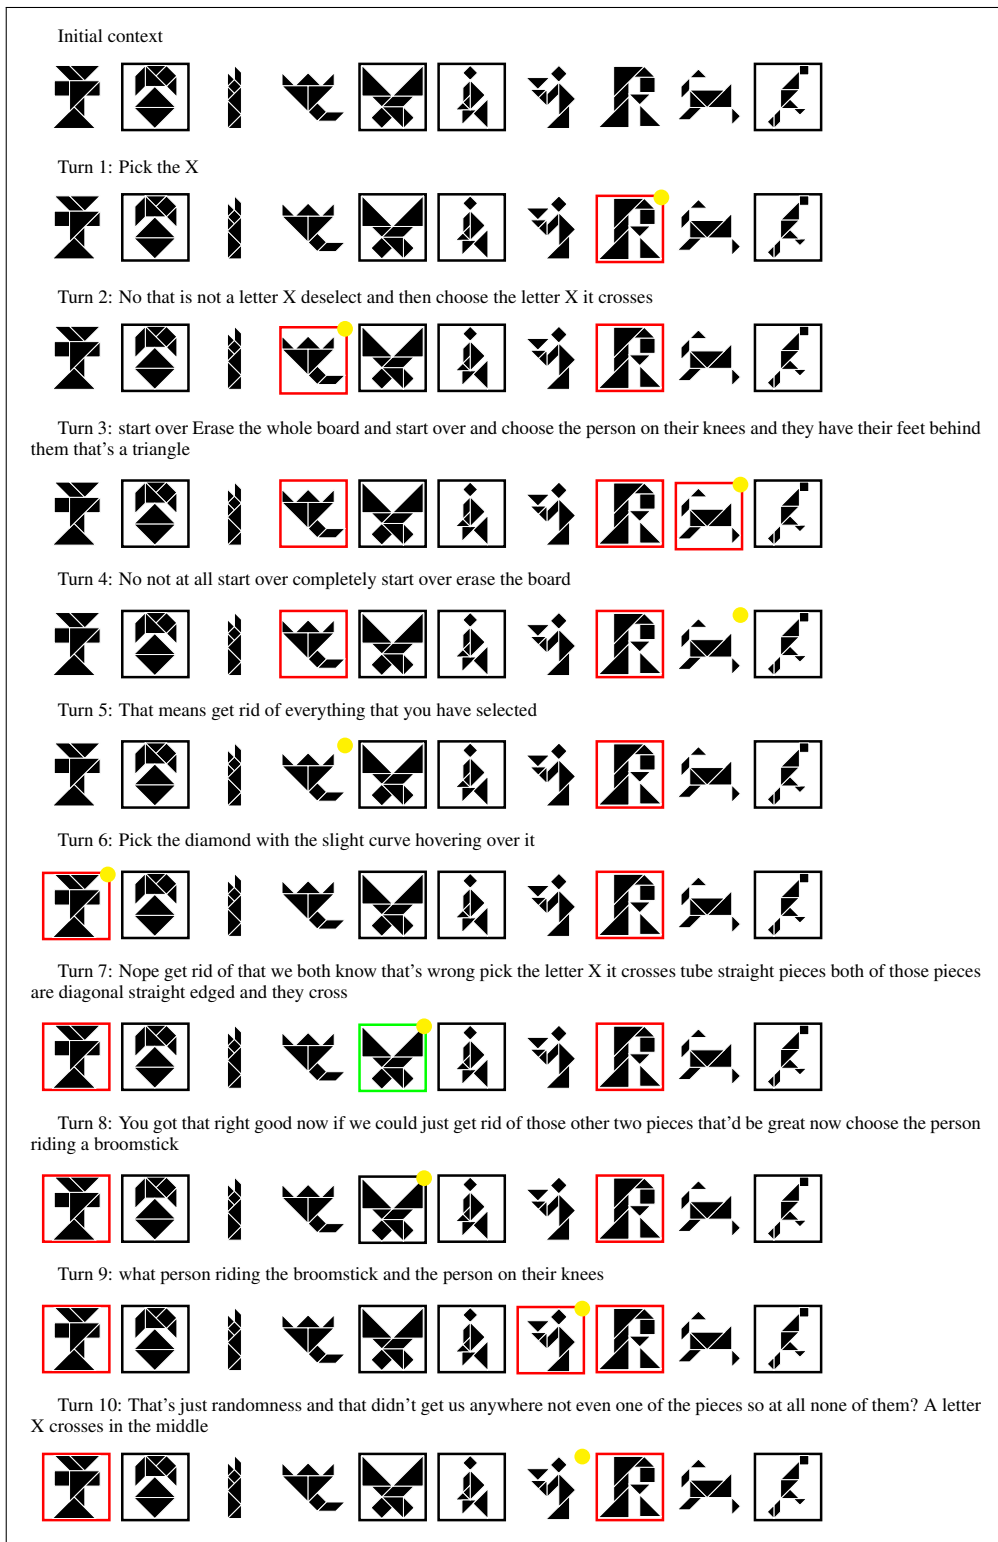 Initial context
Turn 1: Pick the X
Turn 2: No that is not a letter X deselect and then choose the letter X it crosses
Turn 3: start over Erase the whole board and start over and choose the person on their knees and they have their feet behind
them that's a triangle
Turn 4: No not at all start over completely start over erase the board
Turn 5: That means get rid of everything that you have selected
Turn 6: Pick the diamond with the slight curve hovering over it
Turn 7: Nope get rid of that we both know that's wrong pick the letter X it crosses tube straight pieces both of those pieces
are diagonal straight edged and they cross
Turn 8: You got that right good now if we could just get rid of those other two pieces that'd be great now choose the person
riding a broomstick
Turn 9: what person riding the broomstick and the person on their knees
Turn 10: That's just randomness and that didn't get us anywhere not even one of the pieces so at all none of them? A letter
X crosses in the middle